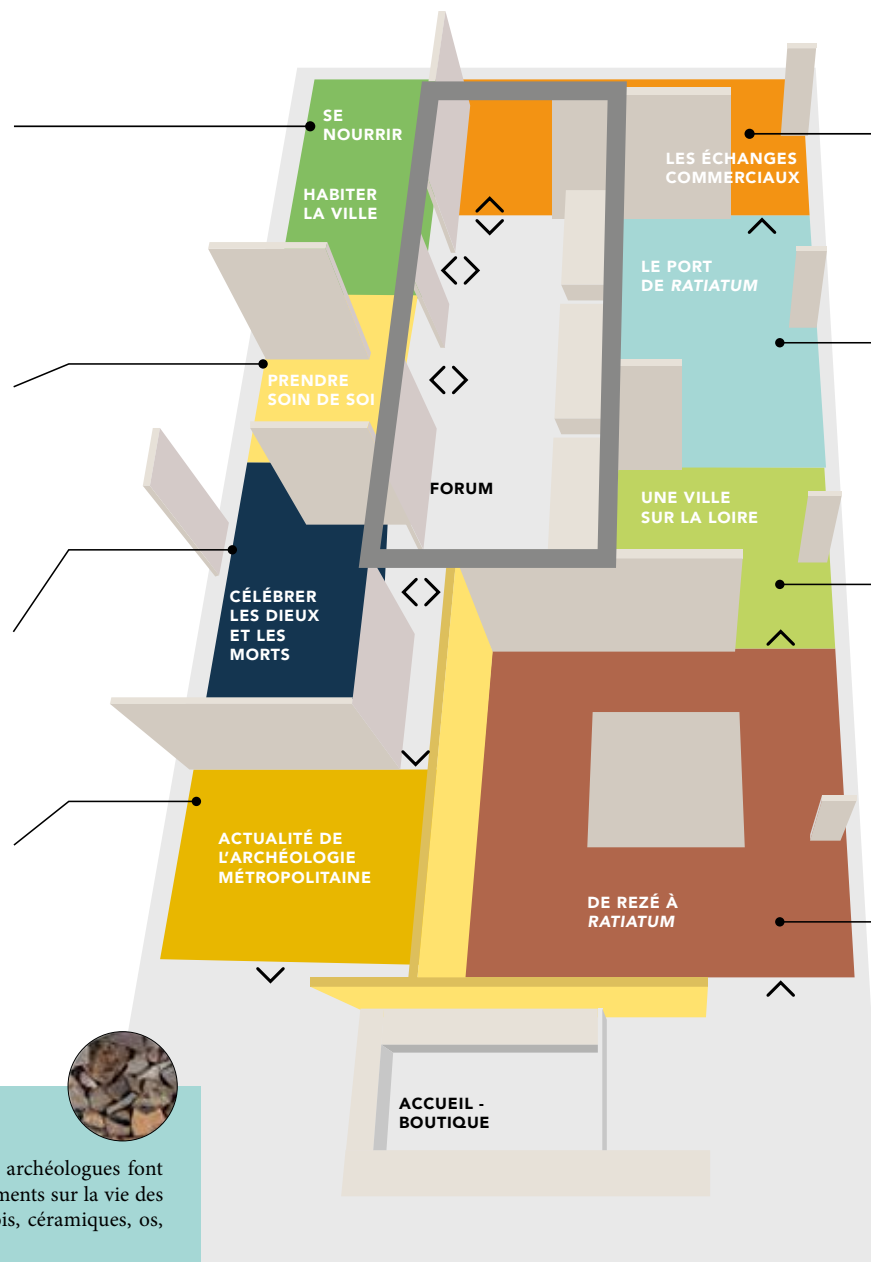 SE
NOURRIR
HABITER
LA VILLE
LES ÉCHANGES
COMMERCIAUX
LE PORT
DE RATIATUM
PRENDRE
SOIN DE SOI
FORUM
UNE VILLE
SUR LA LOIRE
CÉLÉBRER
LES DIEUX
ET LES
MORTS
ACTUALITÉ DE
L'ARCHÉOLOGIE
MÉTROPOLITAINE
DE REZÉ À
RATIATUM
ACCUEIL -
BOUTIQUE
archéologues font
ments sur la vie des
is, céramiques, os,